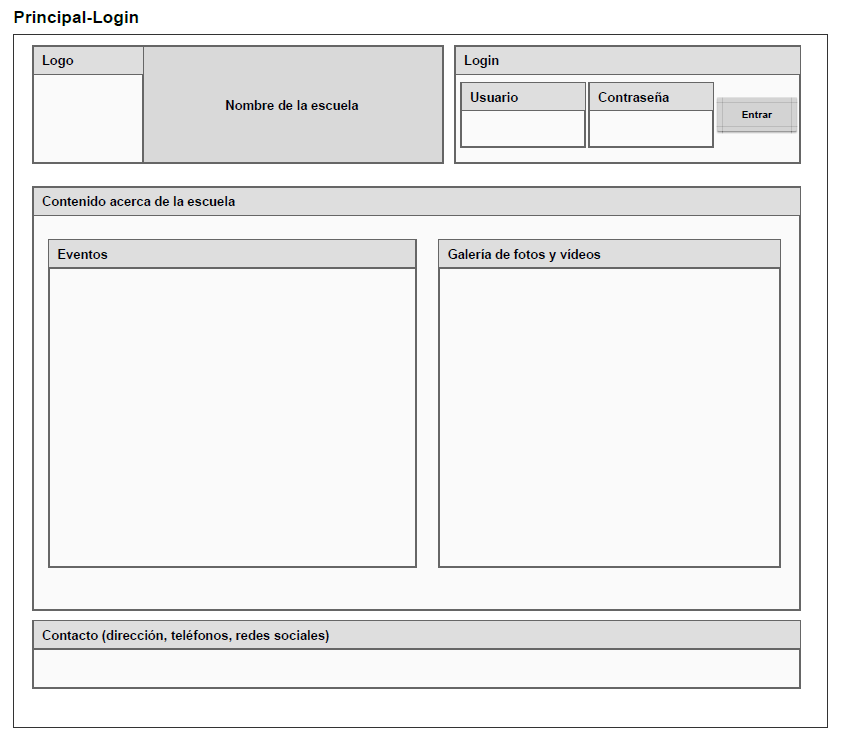 Principal-Login
Logo
Nombre de la escuela
Login
Usuario
Contraseña
Entrar
Contenido acerca de la escuela
Eventos
Galería de fotos y vídeos
Contacto (dirección, teléfonos, redes sociales)